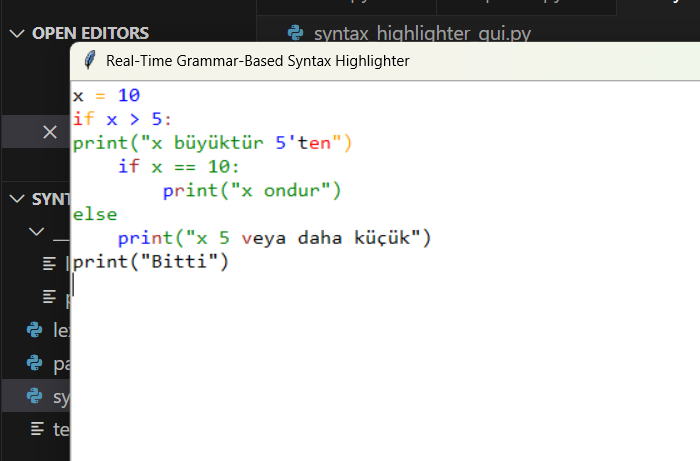 OPEN EDITORS
syntax_highlighter_gui.py
Real-Time Grammar-Based Syntax Highlighter
x = 10
if x > 5:
print("x büyüktür 5'ten")
    if x == 10:
        print("x ondur")
else
    print("x 5 veya daha küçük")
print("Bitti")
SYNT
le
pa
sy
te